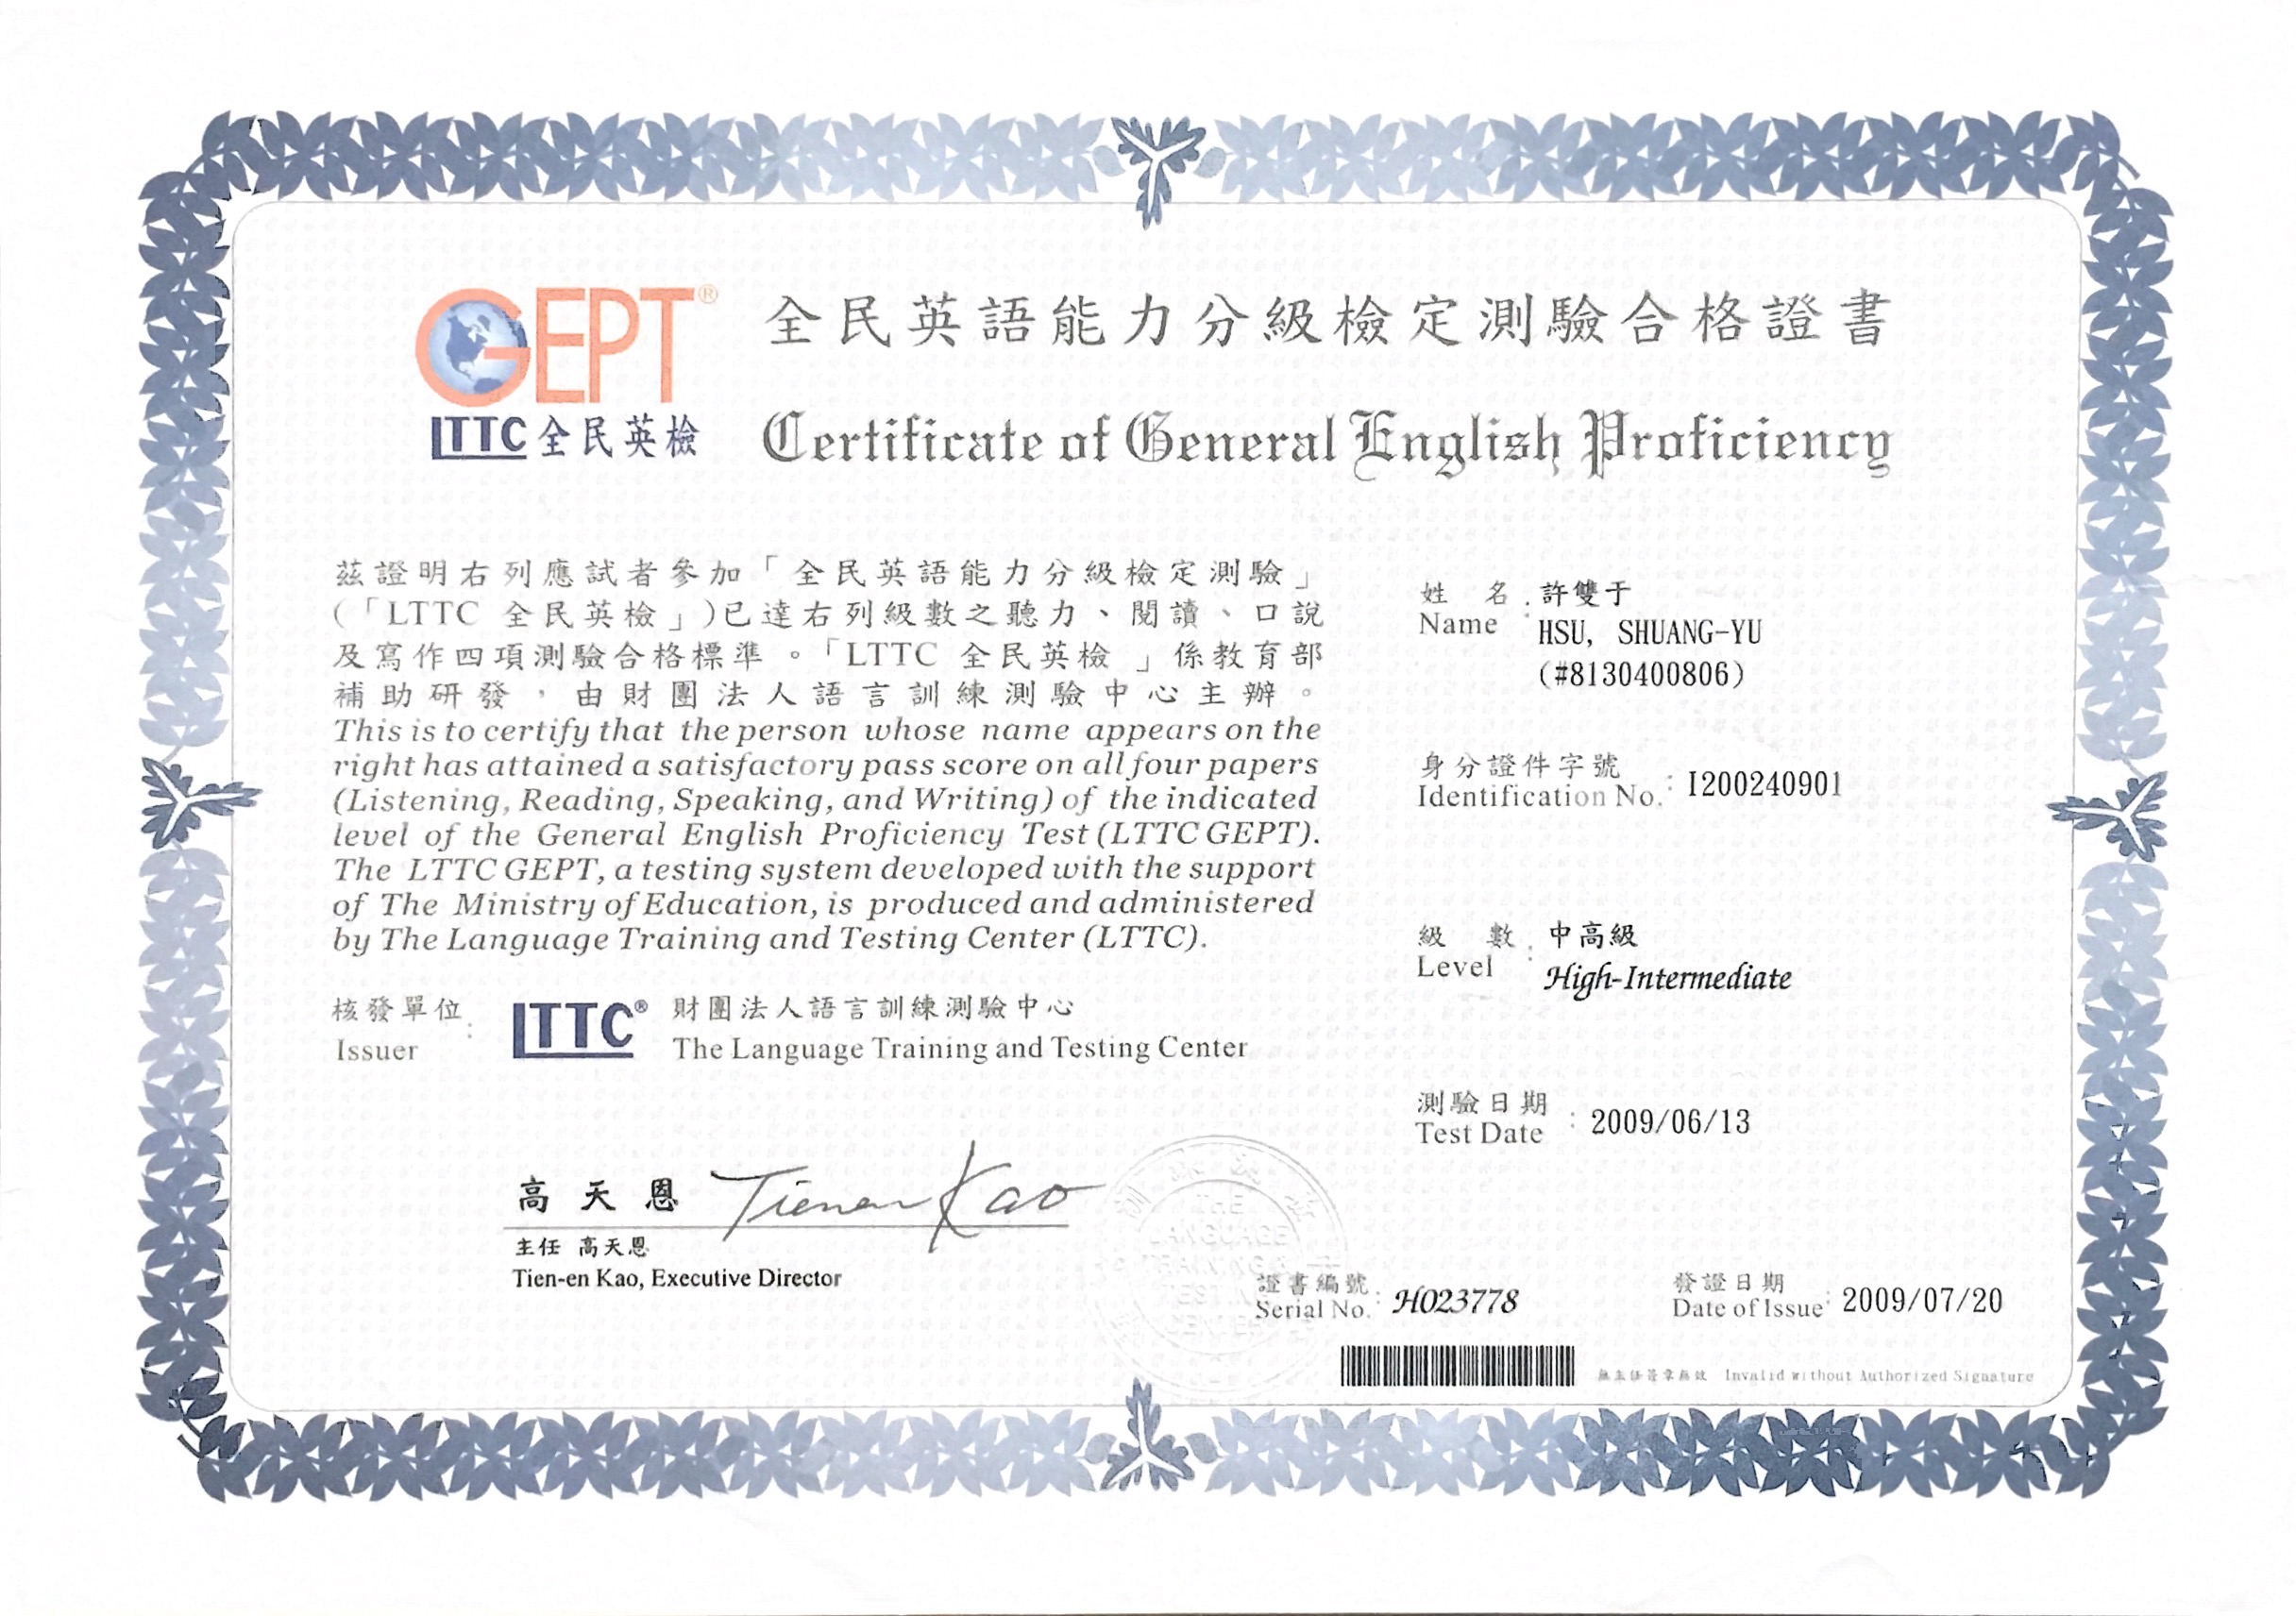 GEPT®
LTTC 全民英檢
全民英語能力分級檢定測驗合格證書
Certificate of General English Proficiency
茲證明右列應試者參加「全民英語能力分級檢定測驗」
(「LTTC 全民英檢」)已達右列級數之聽力、閱讀、口說
及寫作四項測驗合格標準。「LTTC 全民英檢」係教育部
補助研發,由財團法人語言訓練測驗中心主辦。
This is to certify that the person whose name appears on the
right has attained a satisfactory pass score on all four papers
(Listening, Reading, Speaking, and Writing) of the indicated
level of the General English Proficiency Test (LTTC GEPT).
The LTTC GEPT, a testing system developed with the support
of The Ministry of Education, is produced and administered
by The Language Training and Testing Center (LTTC).
核發單位
Issuer :
LTTC®
財團法人語言訓練測驗中心
The Language Training and Testing Center
高天恩 Tienen Kao
主任 高天恩
Tien-en Kao, Executive Director
姓 名
Name :
許雙于
HSU, SHUANG-YU
(#8130400806)
身分證件字號
Identification No. : I200240901
級 數
Level :
中高級
High-Intermediate
測驗日期
Test Date : 2009/06/13
THE
LANGUAGE
證書編號
Serial No. : H023778
發證日期
Date of Issue : 2009/07/20
無主任簽章無效 Invalid without Authorized Signature